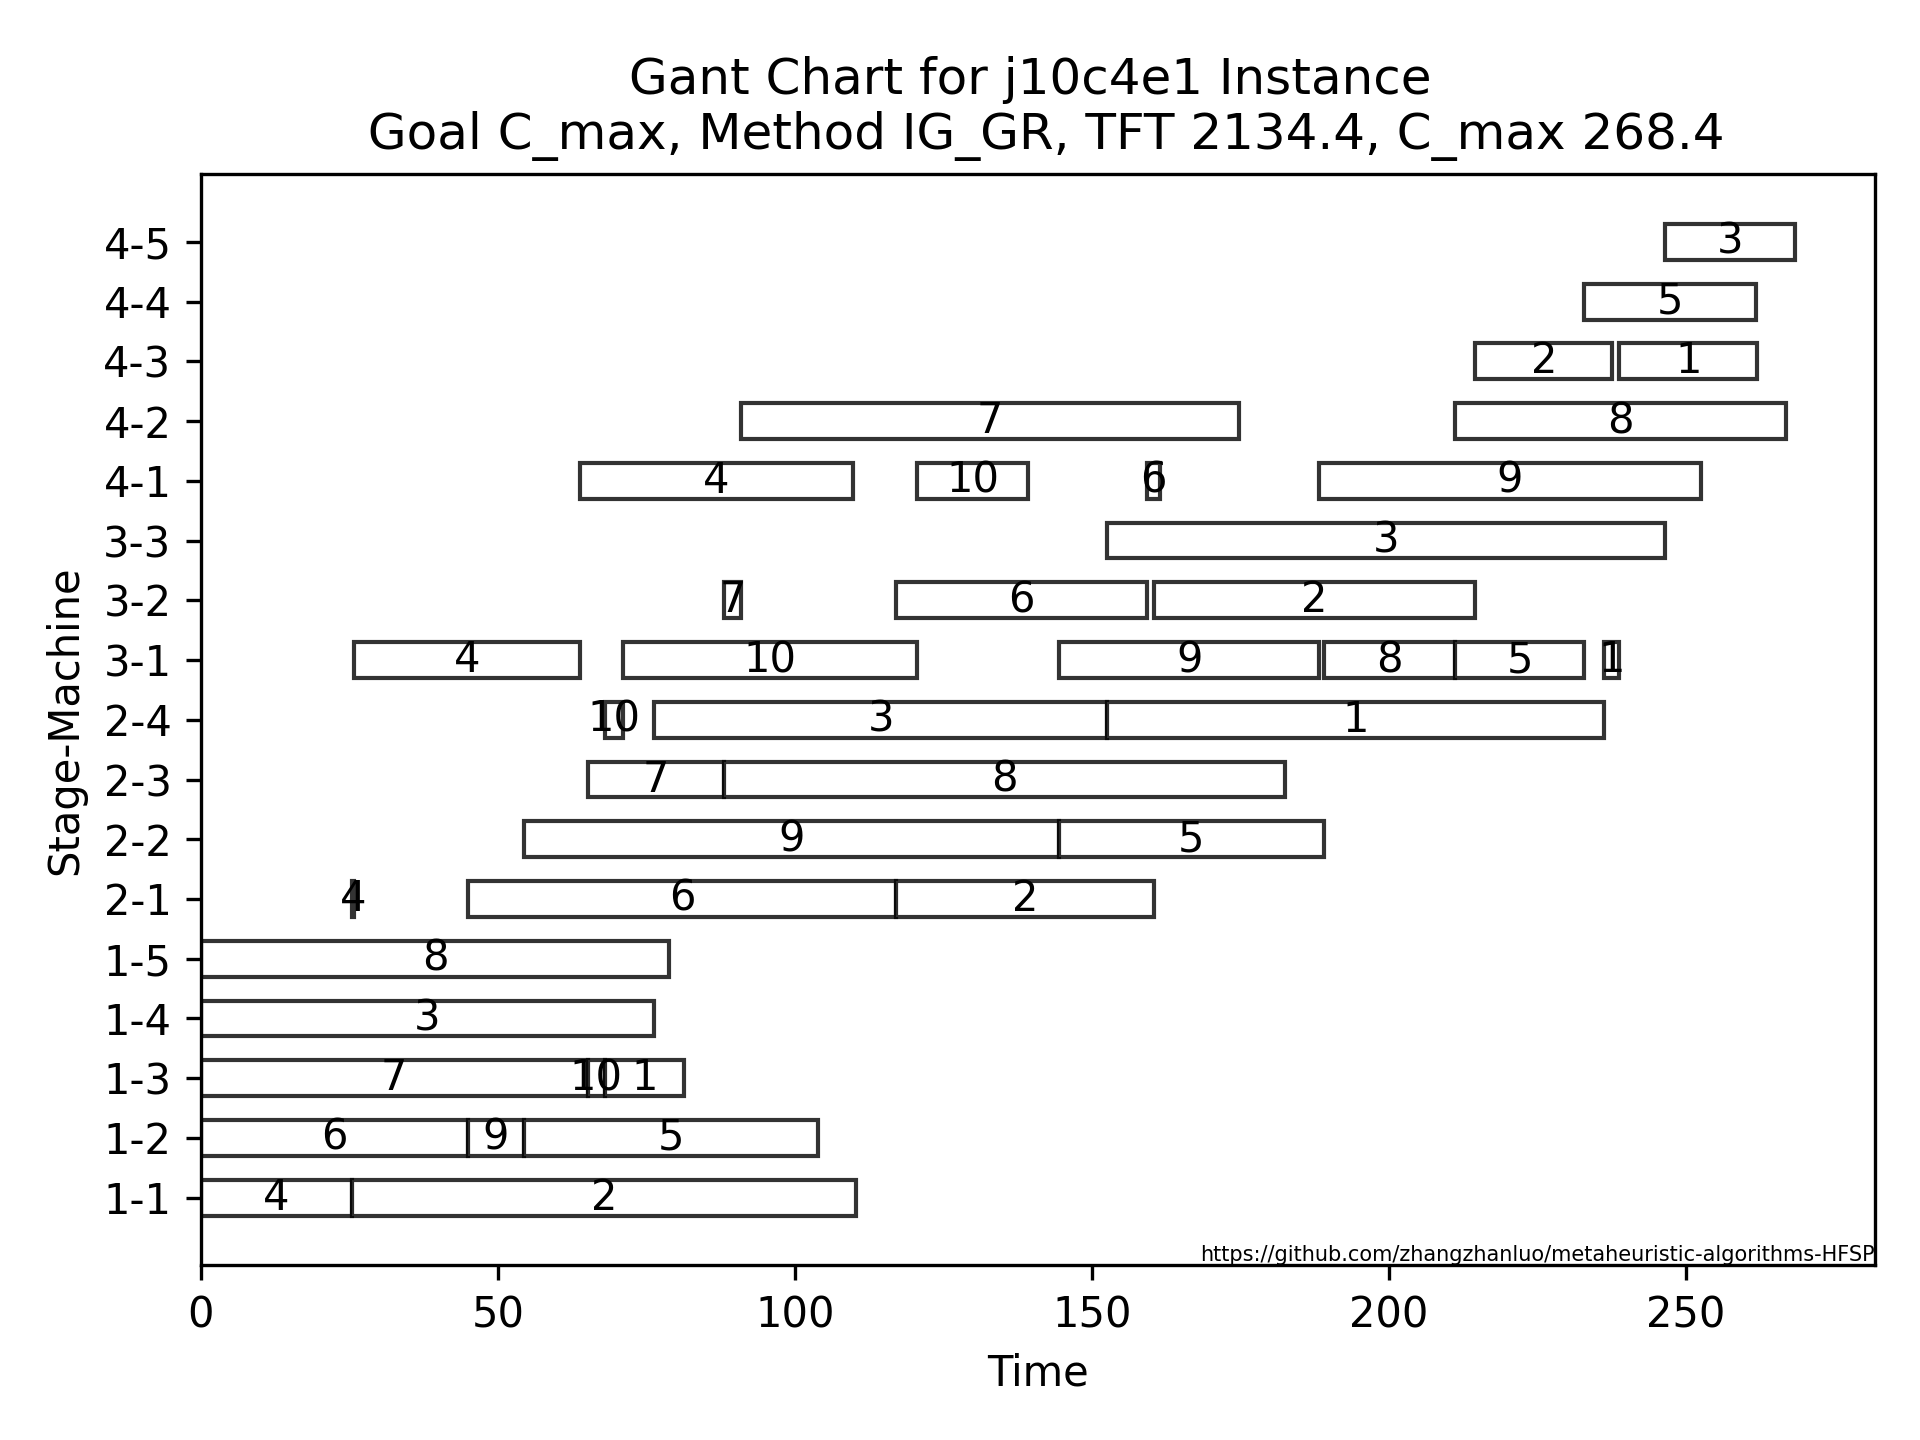 Gant Chart for j10c4e1 Instance
Goal C_max, Method IG_GR, TFT 2134.4, C_max 268.4
Stage-Machine
4-5 3
4-4 5
4-3 2 1
4-2 7 8
4-1 4 10 6 9
3-3 3
3-2 7 6 2
3-1 4 10 9 8 5 1
2-4 10 3 1
2-3 7 8
2-2 9 5
2-1 4 6 2
1-5 8
1-4 3
1-3 7 10 1
1-2 6 9 5
1-1 4 2
https://github.com/zhangzhanluo/metaheuristic-algorithms-HFSP
0 50 100 150 200 250
Time